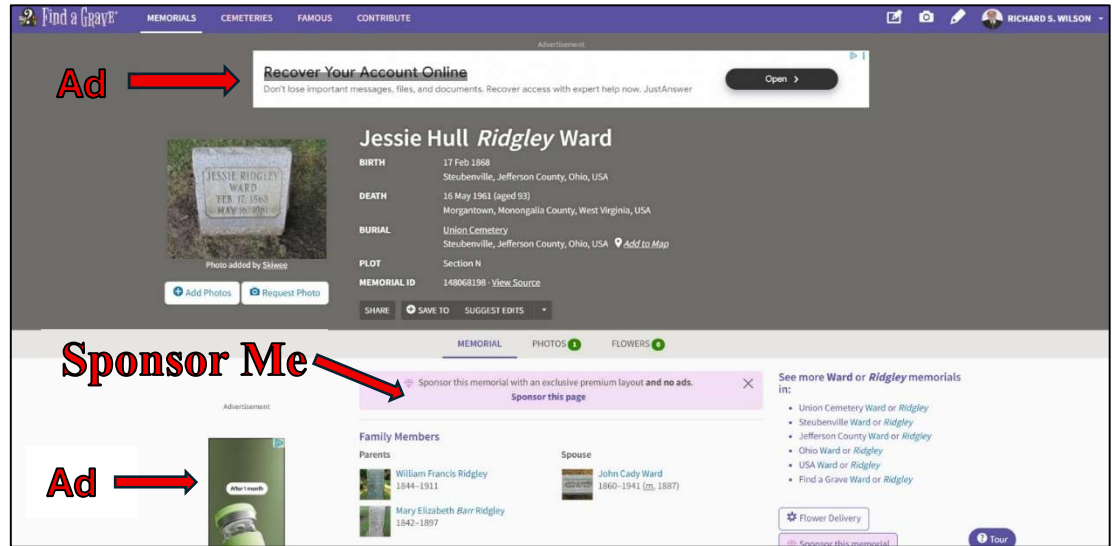 Find a GRAVE®
MEMORIALS CEMETERIES FAMOUS CONTRIBUTE
RICHARD S. WILSON
Advertisement
Ad
Recover Your Account Online
Don't lose important messages, files, and documents. Recover access with expert help now. JustAnswer
Open >
JESSIE RIDGLEY
WARD
FEB 17, 1868
MAY 16, 1961
Photo added by Skiwee
Add Photos Request Photo
Jessie Hull Ridgley Ward
BIRTH 17 Feb 1868
Steubenville, Jefferson County, Ohio, USA
DEATH 16 May 1961 (aged 93)
Morgantown, Monongalia County, West Virginia, USA
BURIAL Union Cemetery
Steubenville, Jefferson County, Ohio, USA Add to Map
PLOT Section N
MEMORIAL ID 148068198 · View Source
SHARE SAVE TO SUGGEST EDITS
MEMORIAL PHOTOS 1 FLOWERS 0
Sponsor Me
Sponsor this memorial with an exclusive premium layout and no ads.
Sponsor this page
Advertisement
Ad
After 1 month
Family Members
Parents
William Francis Ridgley
1844–1911
Mary Elizabeth Barr Ridgley
1842–1897
Spouse
John Cady Ward
1860–1941 (m. 1887)
See more Ward or Ridgley memorials
in:
Union Cemetery Ward or Ridgley
Steubenville Ward or Ridgley
Jefferson County Ward or Ridgley
Ohio Ward or Ridgley
USA Ward or Ridgley
Find a Grave Ward or Ridgley
Flower Delivery
Sponsor this memorial
? Tour